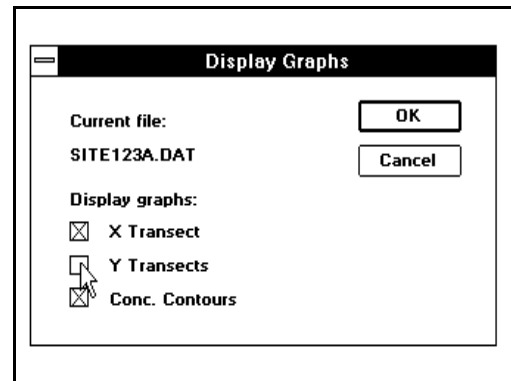 Display Graphs
Current file:
OK
SITE123A.DAT
Cancel
Display graphs:
X Transect
Y Transects
Conc. Contours